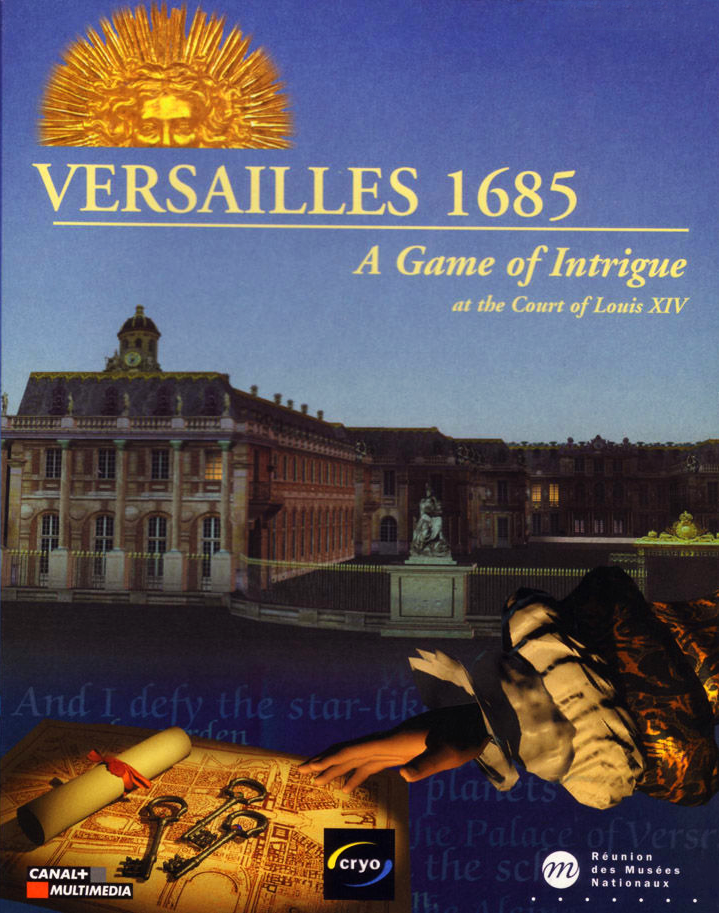 VERSAILLES 1685
A Game of Intrigue
at the Court of Louis XIV
And I defy the star-lik
planets
the Palace of Vers
the sc
CANAL+
MULTIMEDIA
cryo
m
Réunion
des Musées
Nationaux